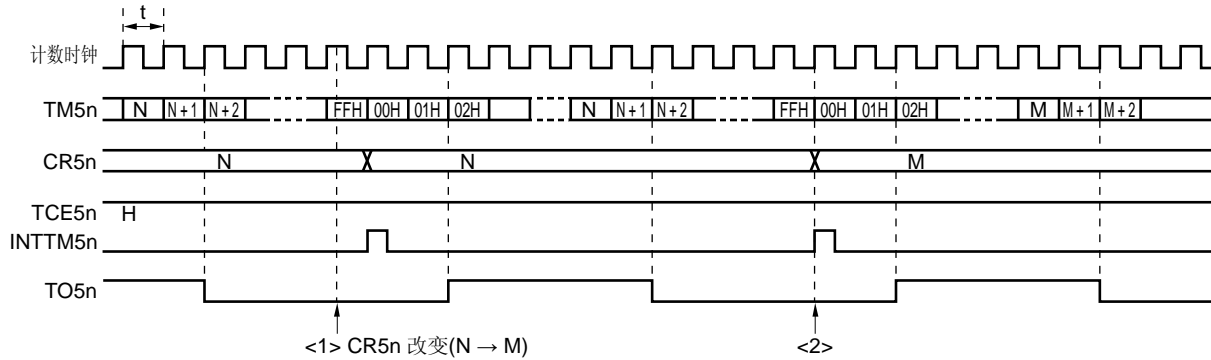 t
计数时钟
TM5n N N+1 N+2 FFH 00H 01H 02H N N+1 N+2 FFH 00H 01H 02H M M+1 M+2
CR5n N N M
TCE5n H
INTTM5n
TO5n
<1> CR5n 改变(N → M) <2>